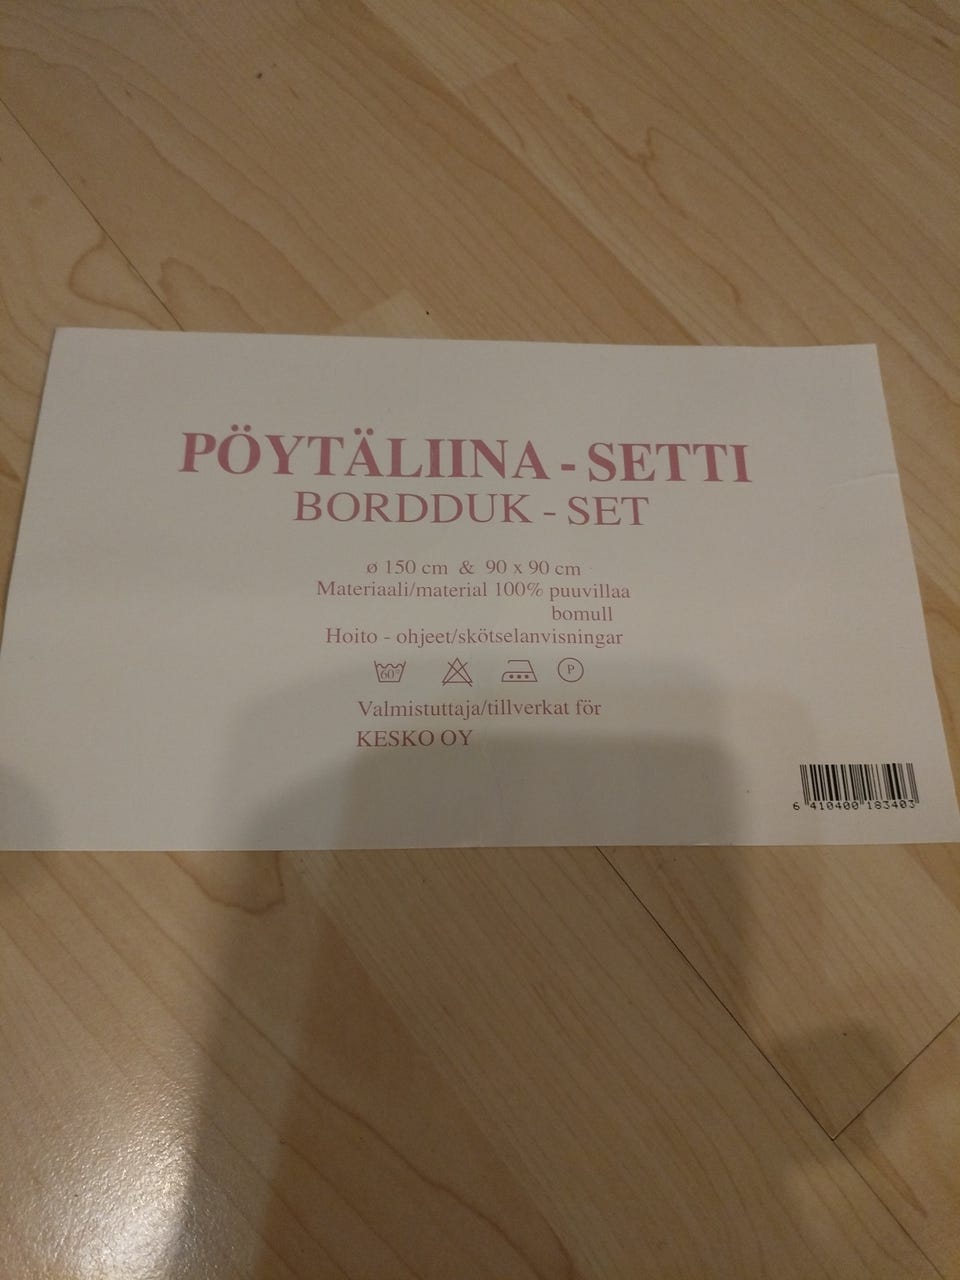 PÖYTÄLIINA - SETTI
BORDDUK - SET
ø 150 cm & 90 x 90 cm
Materiaali/material 100% puuvillaa
bomull
Hoito - ohjeet/skötselanvisningar
60° P
Valmistuttaja/tillverkat för
KESKO OY
6 410400 183403